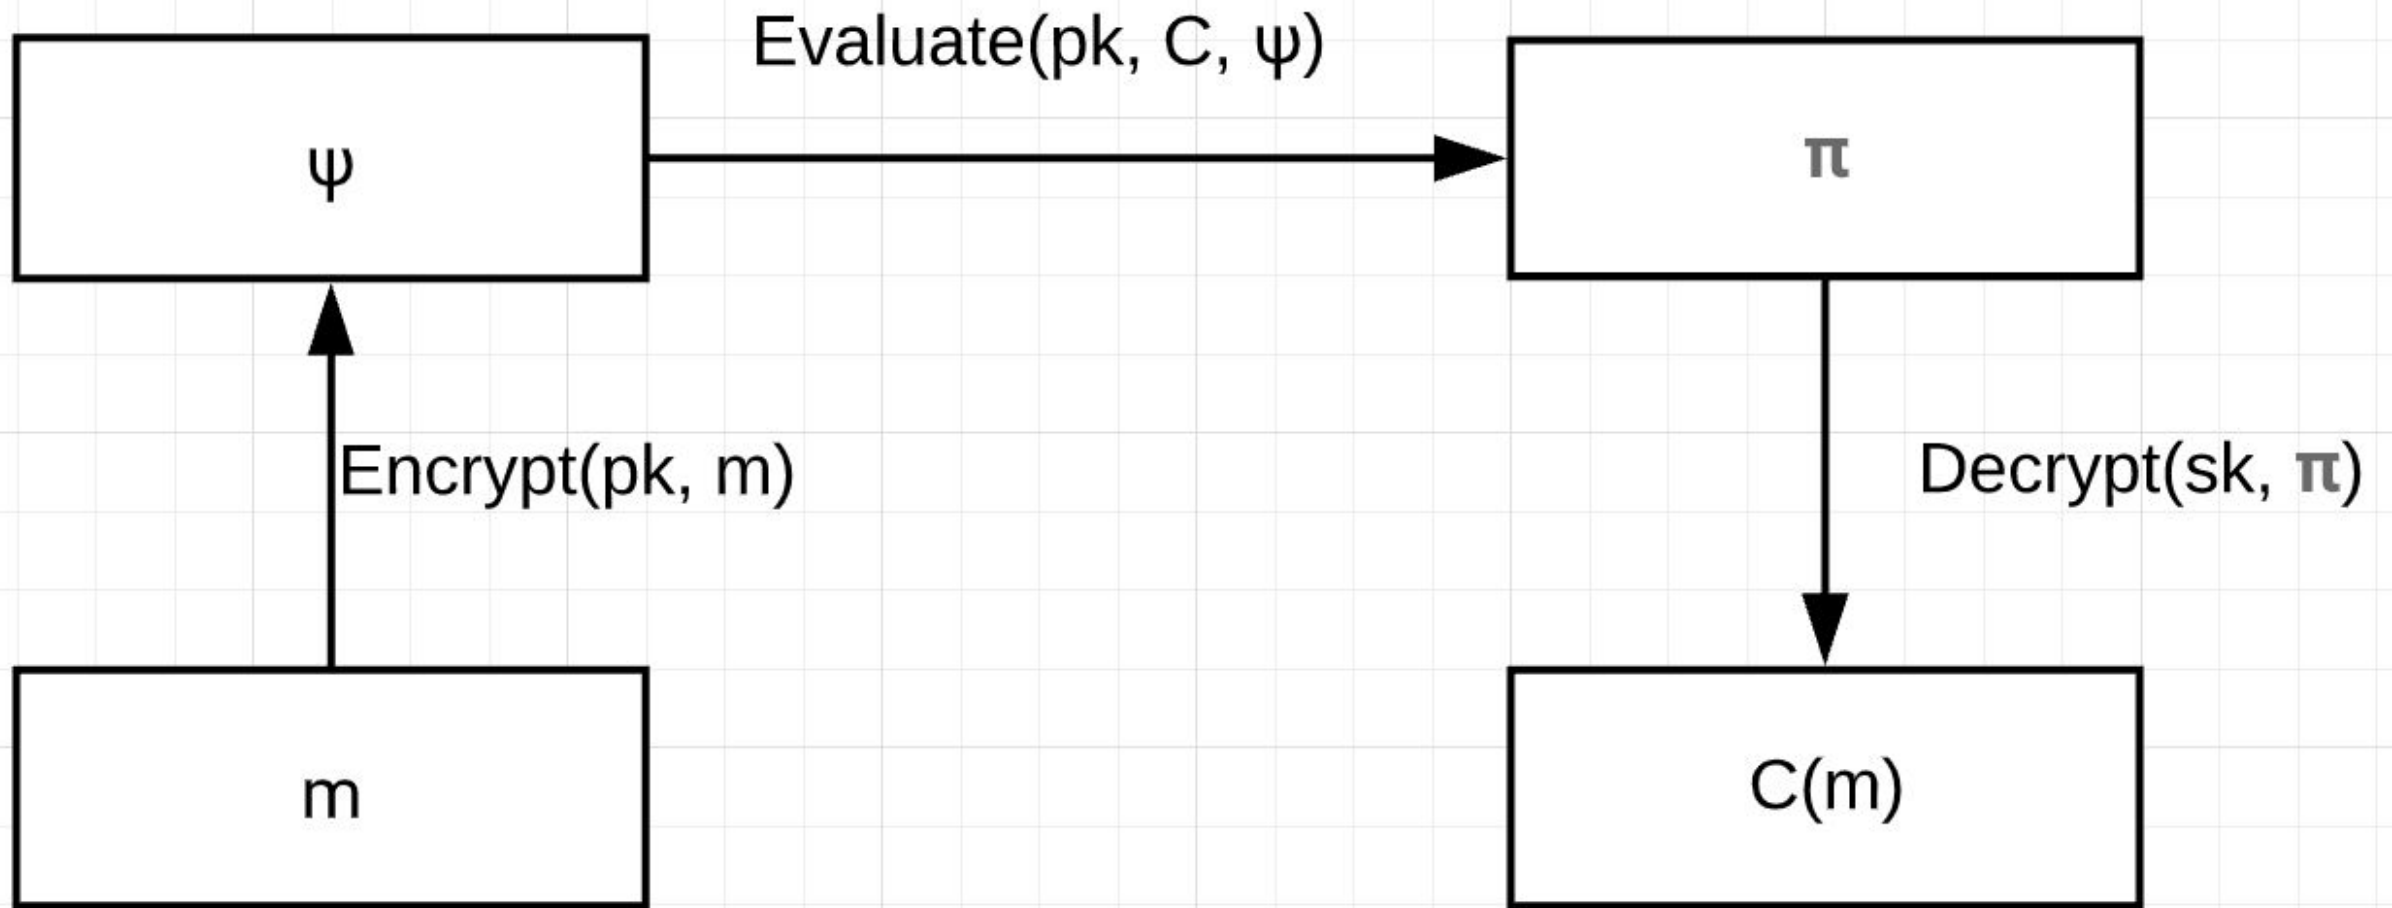 Evaluate(pk, C, ψ)
ψ
π
Encrypt(pk, m)
Decrypt(sk, π)
m
C(m)